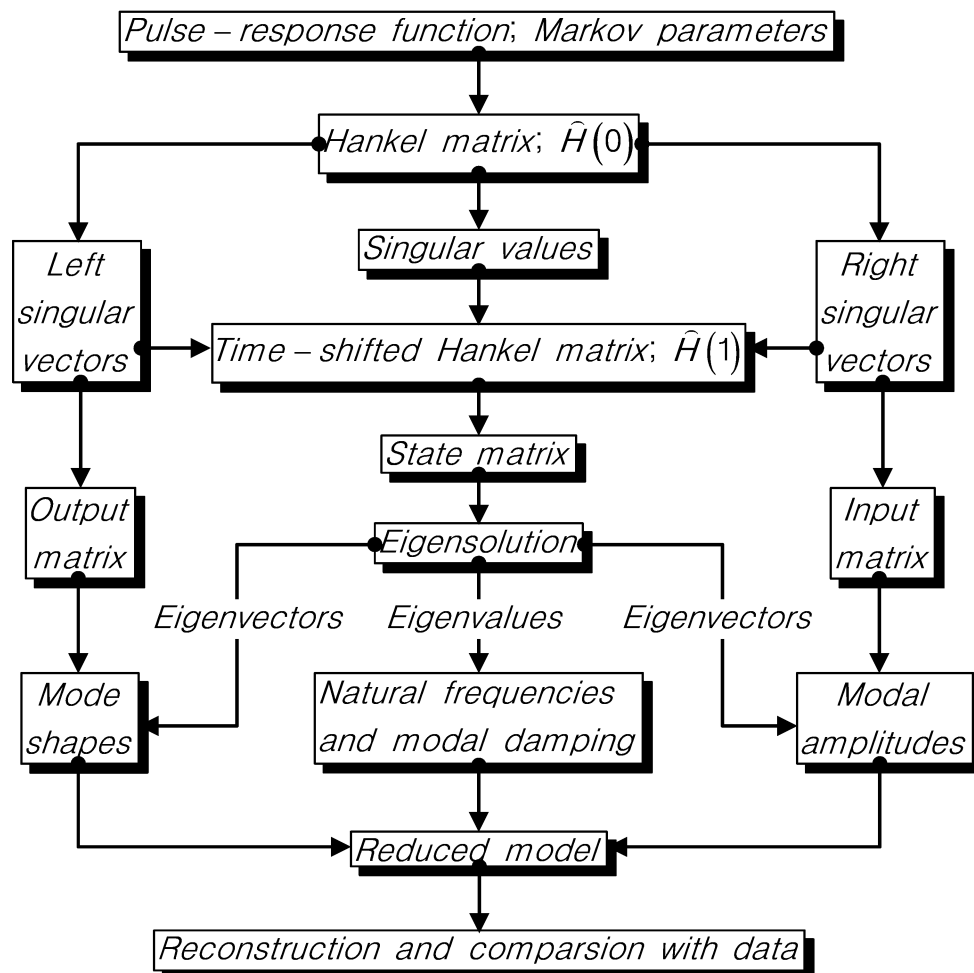 Pulse – response function; Markov parameters
Hankel matrix; Ĥ(0)
Singular values
Left
singular
vectors
Right
singular
vectors
Time – shifted Hankel matrix; Ĥ(1)
State matrix
Output
matrix
Input
matrix
Eigensolution
Eigenvectors
Eigenvalues
Eigenvectors
Mode
shapes
Natural frequencies
and modal damping
Modal
amplitudes
Reduced model
Reconstruction and comparsion with data